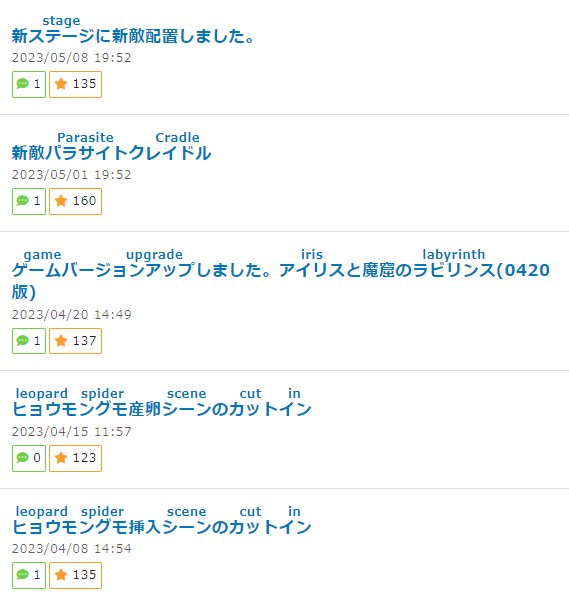 stage
新ステージに新敵配置しました。
2023/05/08 19:52
1 135
Parasite Cradle
新敵パラサイトクレイドル
2023/05/01 19:52
1 160
game upgrade iris labyrinth
ゲームバージョンアップしました。アイリスと魔窟のラビリンス(0420
版)
2023/04/20 14:49
1 137
leopard spider scene cut in
ヒョウモングモ産卵シーンのカットイン
2023/04/15 11:57
0 123
leopard spider scene cut in
ヒョウモングモ挿入シーンのカットイン
2023/04/08 14:54
1 135